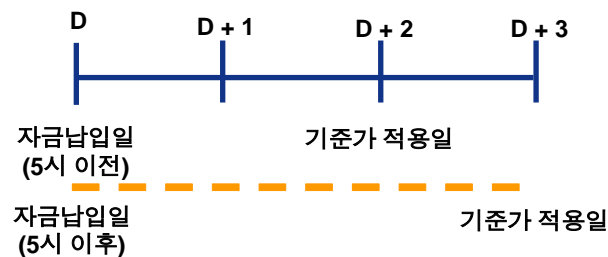 D D + 1 D + 2 D + 3
자금납입일 기준가 적용일
(5시 이전)
자금납입일 기준가 적용일
(5시 이후)